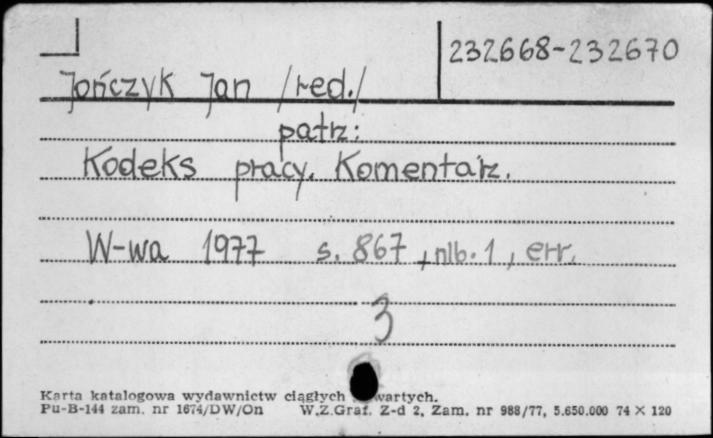 232668-232670
Jończyk Jan /red./
patrz:
Kodeks pracy. Komentarz.
W-wa 1977 s. 867, nlb. 1, err.
3
Karta katalogowa wydawnictw ciągłych wartych.
Pu-B-144 zam. nr 1674/DW/On W.Z.Graf. Z-d 2, Zam. nr 988/77, 5.650.000 74 × 120